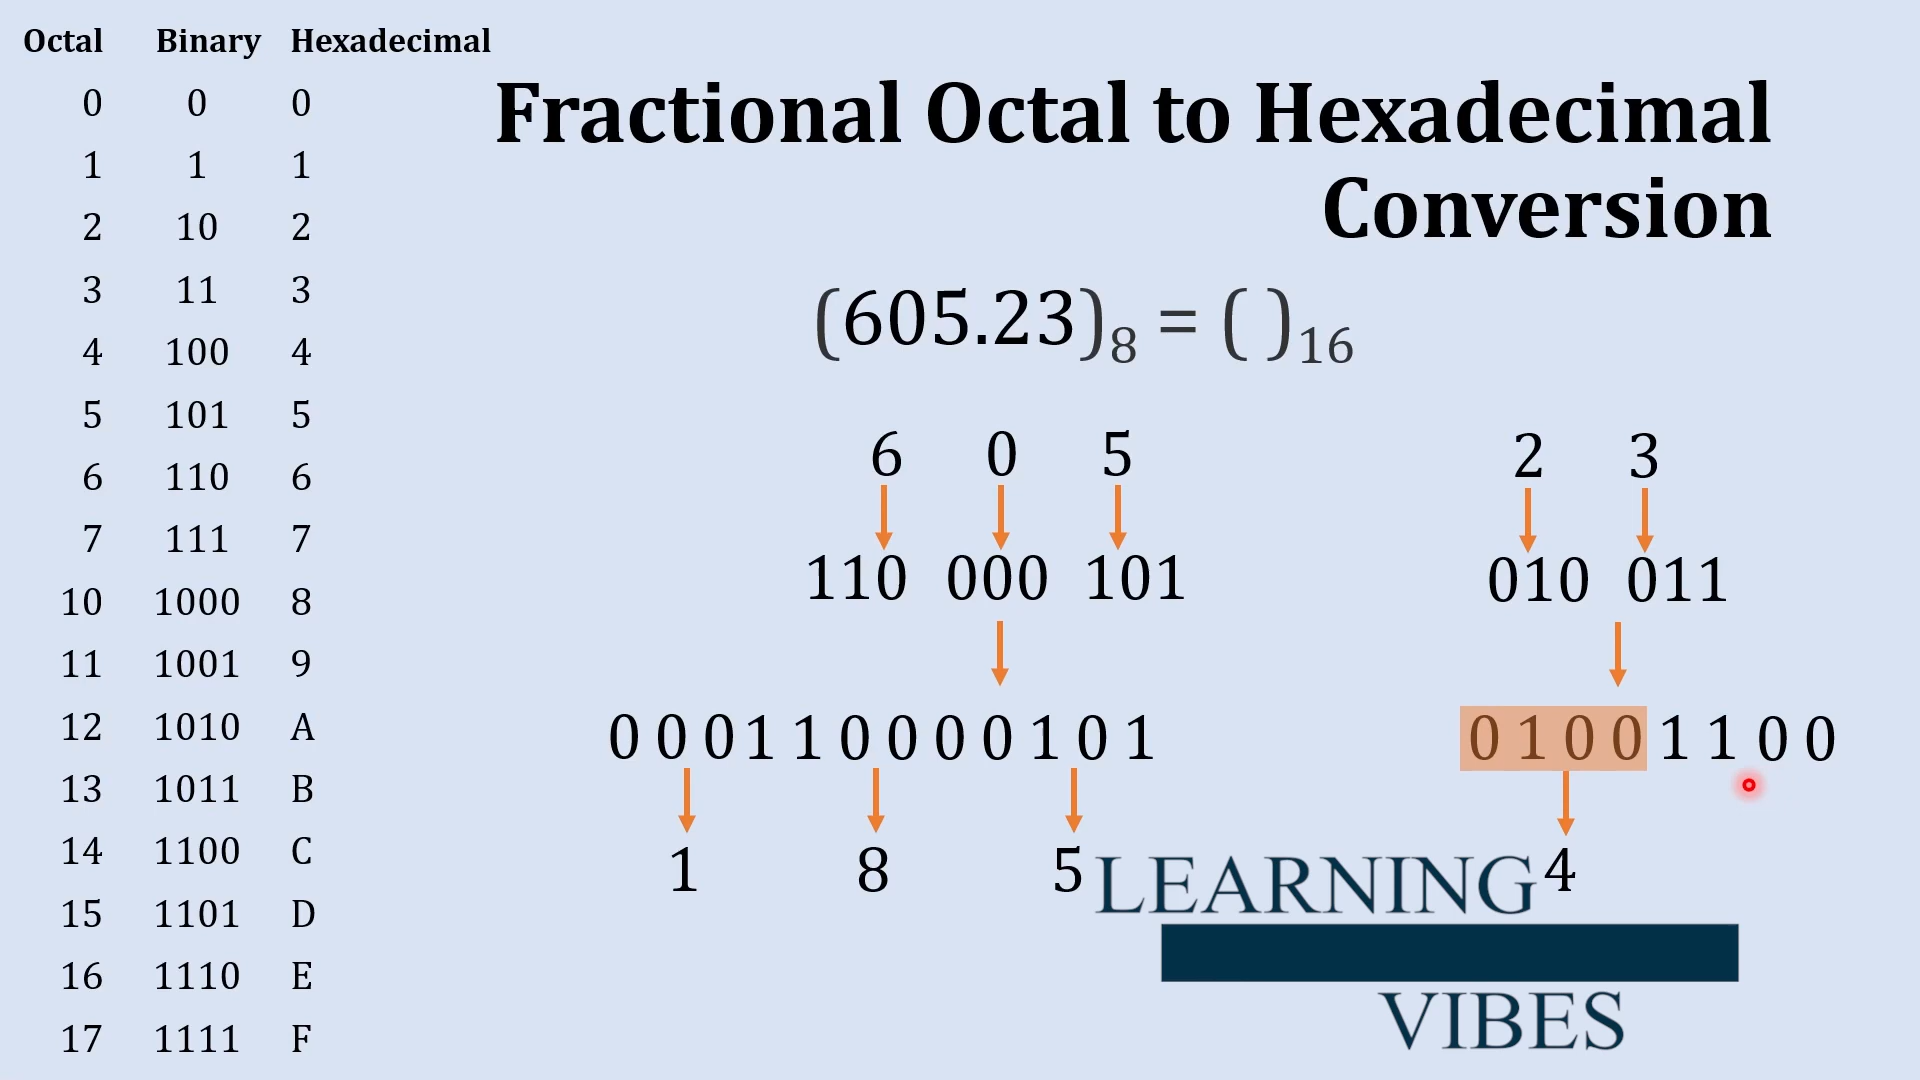 Octal Binary Hexadecimal
0 0 0
1 1 1
2 10 2
3 11 3
4 100 4
5 101 5
6 110 6
7 111 7
10 1000 8
11 1001 9
12 1010 A
13 1011 B
14 1100 C
15 1101 D
16 1110 E
17 1111 F
Fractional Octal to Hexadecimal
Conversion
(605.23)₈ = ( )₁₆
6 0 5 2 3
110 000 101 010 011
0 0 0 1 1 0 0 0 0 1 0 1 0 1 0 0 1 1 0 0
1 8 5 4
LEARNING
VIBES